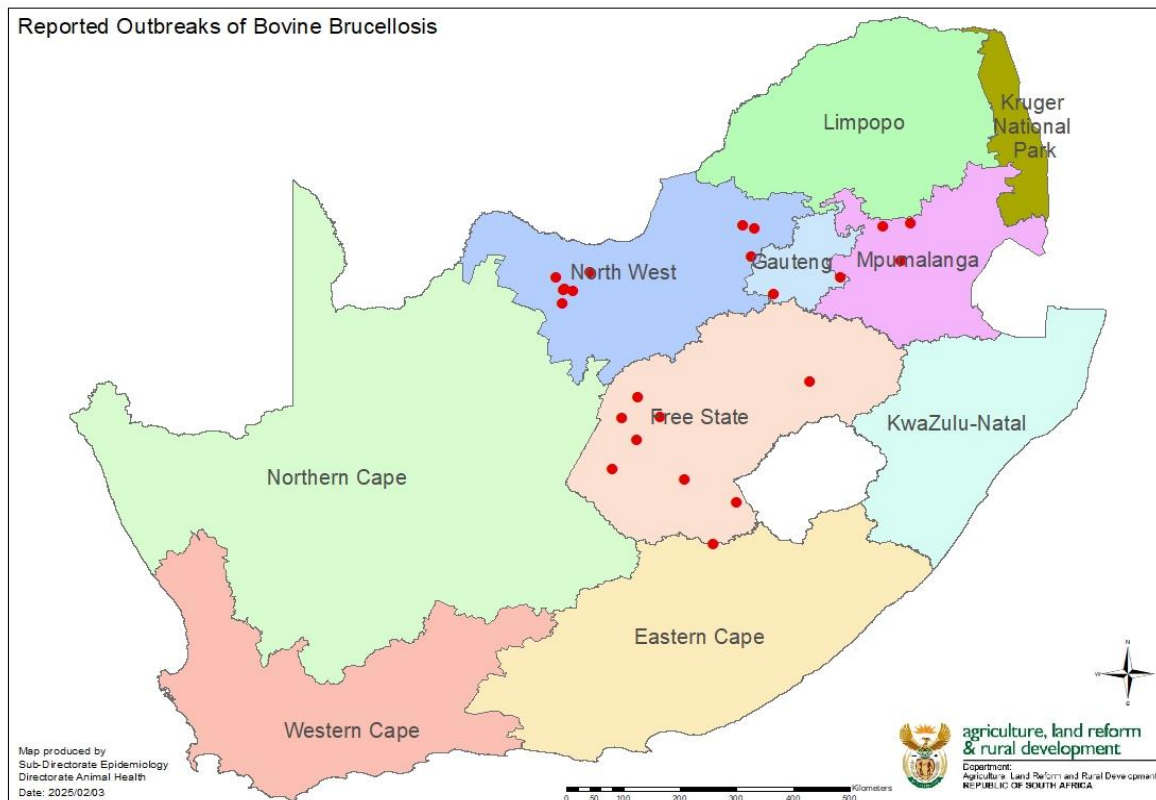 Reported Outbreaks of Bovine Brucellosis
Limpopo
Kruger
National
Park
North West
Gauteng
Mpumalanga
Free State
KwaZulu-Natal
Northern Cape
Eastern Cape
Western Cape
N
W
E
S
Map produced by
Sub-Directorate Epidemiology
Directorate Animal Health
Date: 2025/02/03
0 50 100 200 300 400 500
Kilometers
agriculture, land reform
& rural development
Department:
Agriculture, Land Reform and Rural Development
REPUBLIC OF SOUTH AFRICA